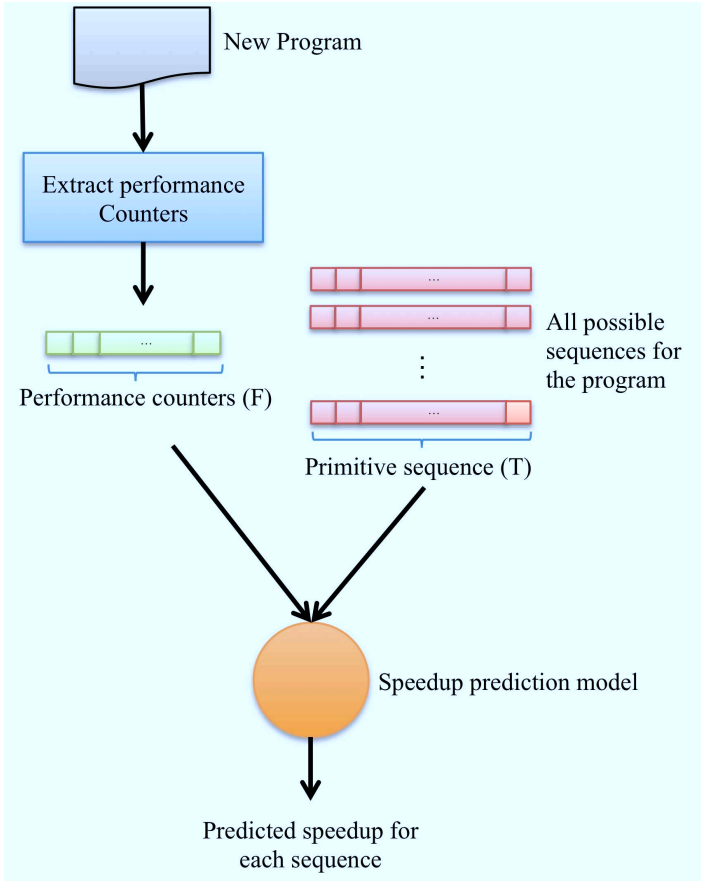 New Program
Extract performance
Counters
...
...
...
All possible
sequences for
the program
...
Performance counters (F)
...
Primitive sequence (T)
Speedup prediction model
Predicted speedup for
each sequence